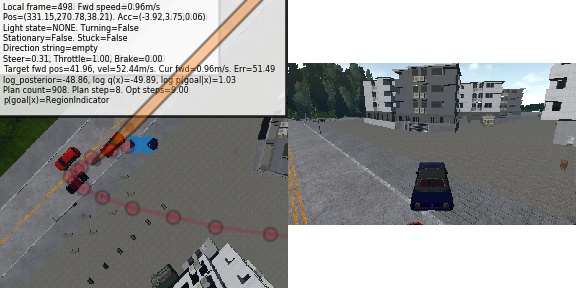 Local frame=498. Fwd speed=0.96m/s
Pos=(331.15,270.78,38.21). Acc=(-3.92,3.75,0.06)
Light state=NONE. Turning=False
Stationary=False. Stuck=False
Direction string=empty
Steer=0.31, Throttle=1.00, Brake=0.00
Target fwd pos=41.96, vel=52.44m/s. Cur fwd=0.96m/s. Err=51.49
log_posterior=-48.86, log q(x)=-49.89, log p(goal|x)=1.03
Plan count=908. Plan step=8. Opt steps=9.00
p(goal|x)=RegionIndicator